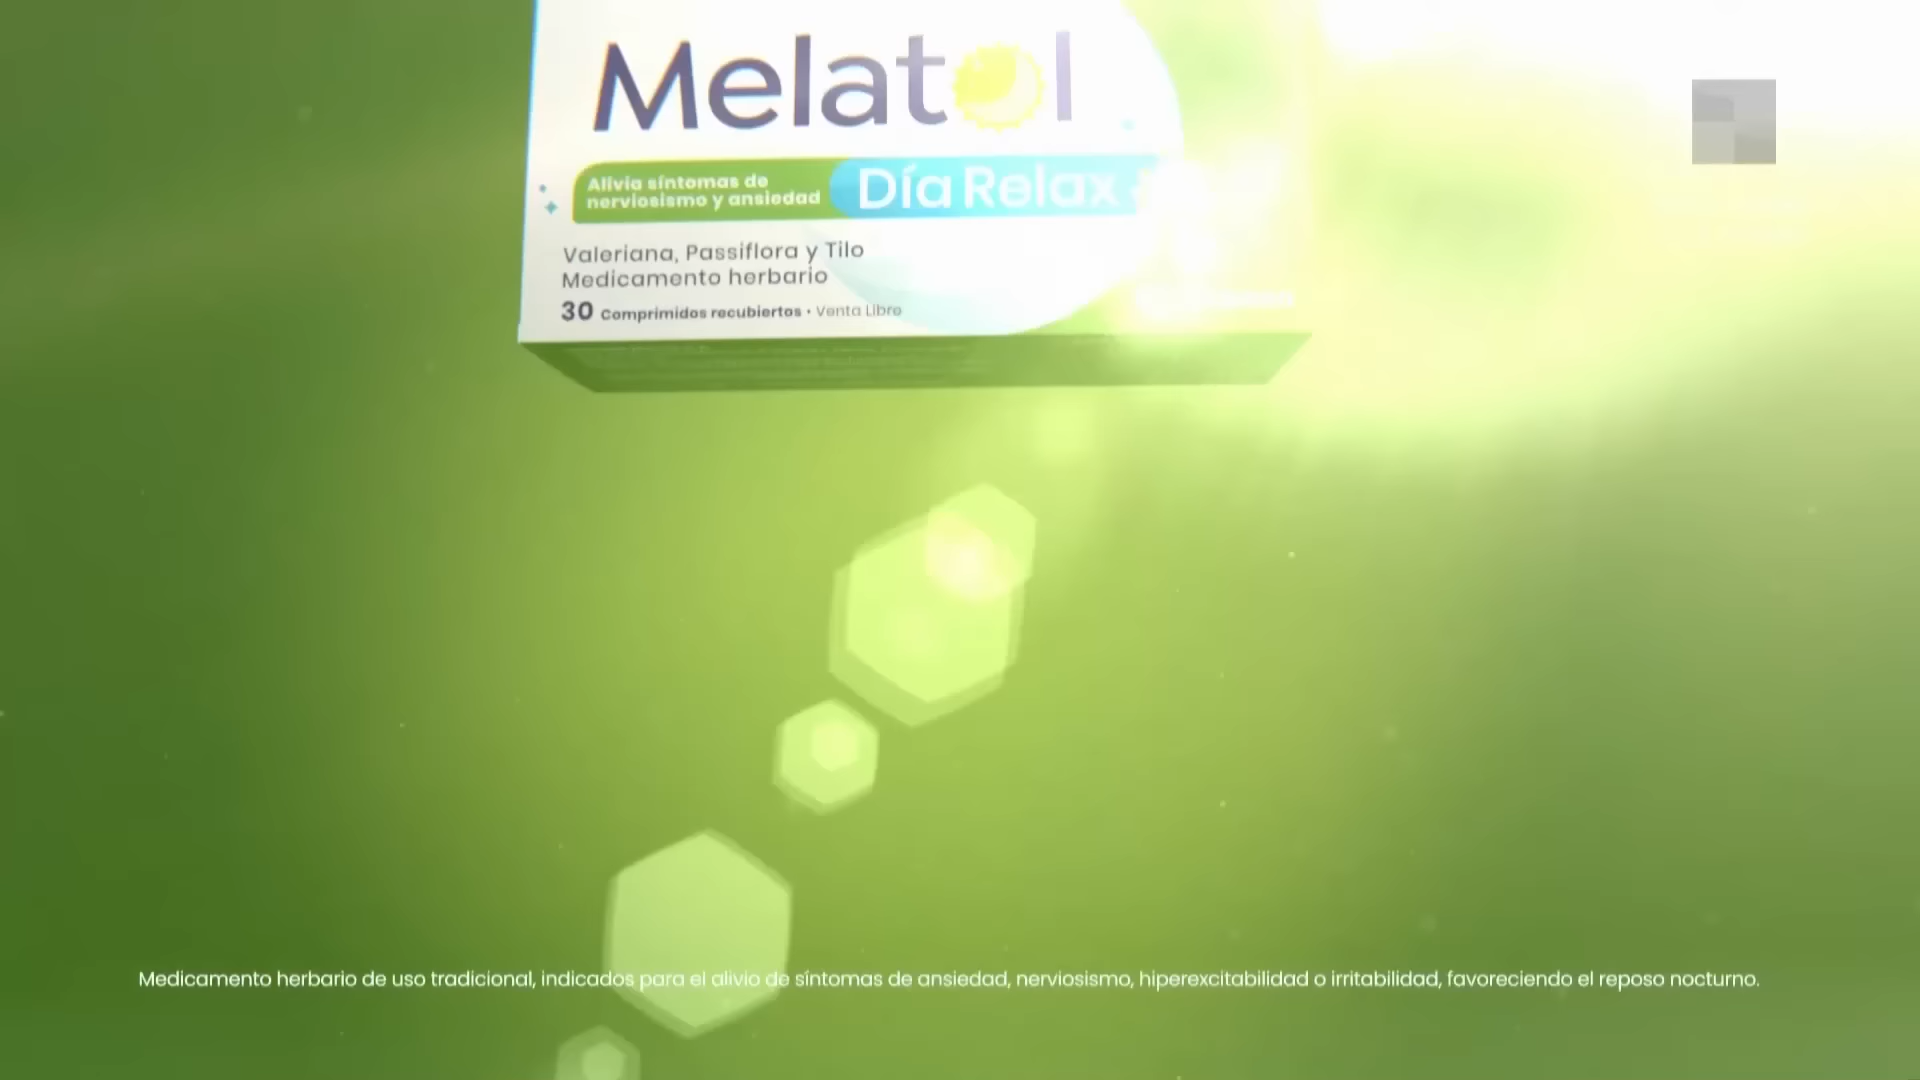 Melatol
Alivia síntomas de
nerviosismo y ansiedad
Día Relax
Valeriana, Passiflora y Tilo
Medicamento herbario
30 Comprimidos recubiertos • Venta Libre
Medicamento herbario de uso tradicional, indicados para el alivio de síntomas de ansiedad, nerviosismo, hiperexcitabilidad o irritabilidad, favoreciendo el reposo nocturno.